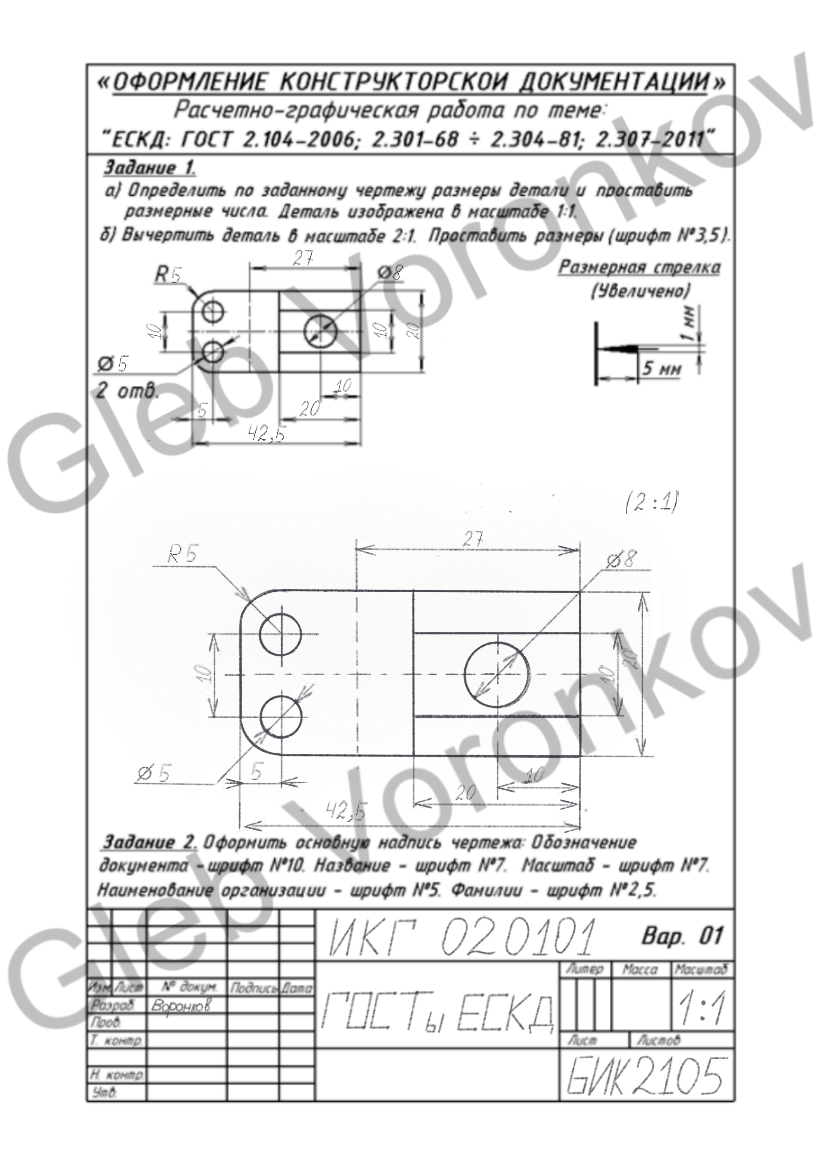 «ОФОРМЛЕНИЕ КОНСТРУКТОРСКОЙ ДОКУМЕНТАЦИИ»
Расчетно-графическая работа по теме:
"ЕСКД: ГОСТ 2.104-2006; 2.301-68 ÷ 2.304-81; 2.307-2011"
Задание 1.
а) Определить по заданному чертежу размеры детали и проставить
размерные числа. Деталь изображена в масштабе 1:1.
б) Вычертить деталь в масштабе 2:1. Проставить размеры (шрифт №3,5).
27
R5
Ø8
Размерная стрелка
(Увеличено)
1 мм
5 мм
10
10
20
Ø5
2 отв.
10
5
20
42,5
(2:1)
27
R5
Ø8
10
10
20
Ø5
5
10
20
42,5
Задание 2. Оформить основную надпись чертежа: Обозначение
документа - шрифт №10. Название - шрифт №7. Масштаб - шрифт №7.
Наименование организации - шрифт №5. Фамилии - шрифт №2,5.
ИКГ 020101
Вар. 01
Литер Масса Масштаб
Изм Лист № докум. Подпись Дата
Разраб. Воронков
ГОСТы ЕСКД
1:1
Пров.
Т. контр.
Лист Листов
Н. контр.
Утв.
БИК2105
Gleb Voronkov
Gleb Voronkov